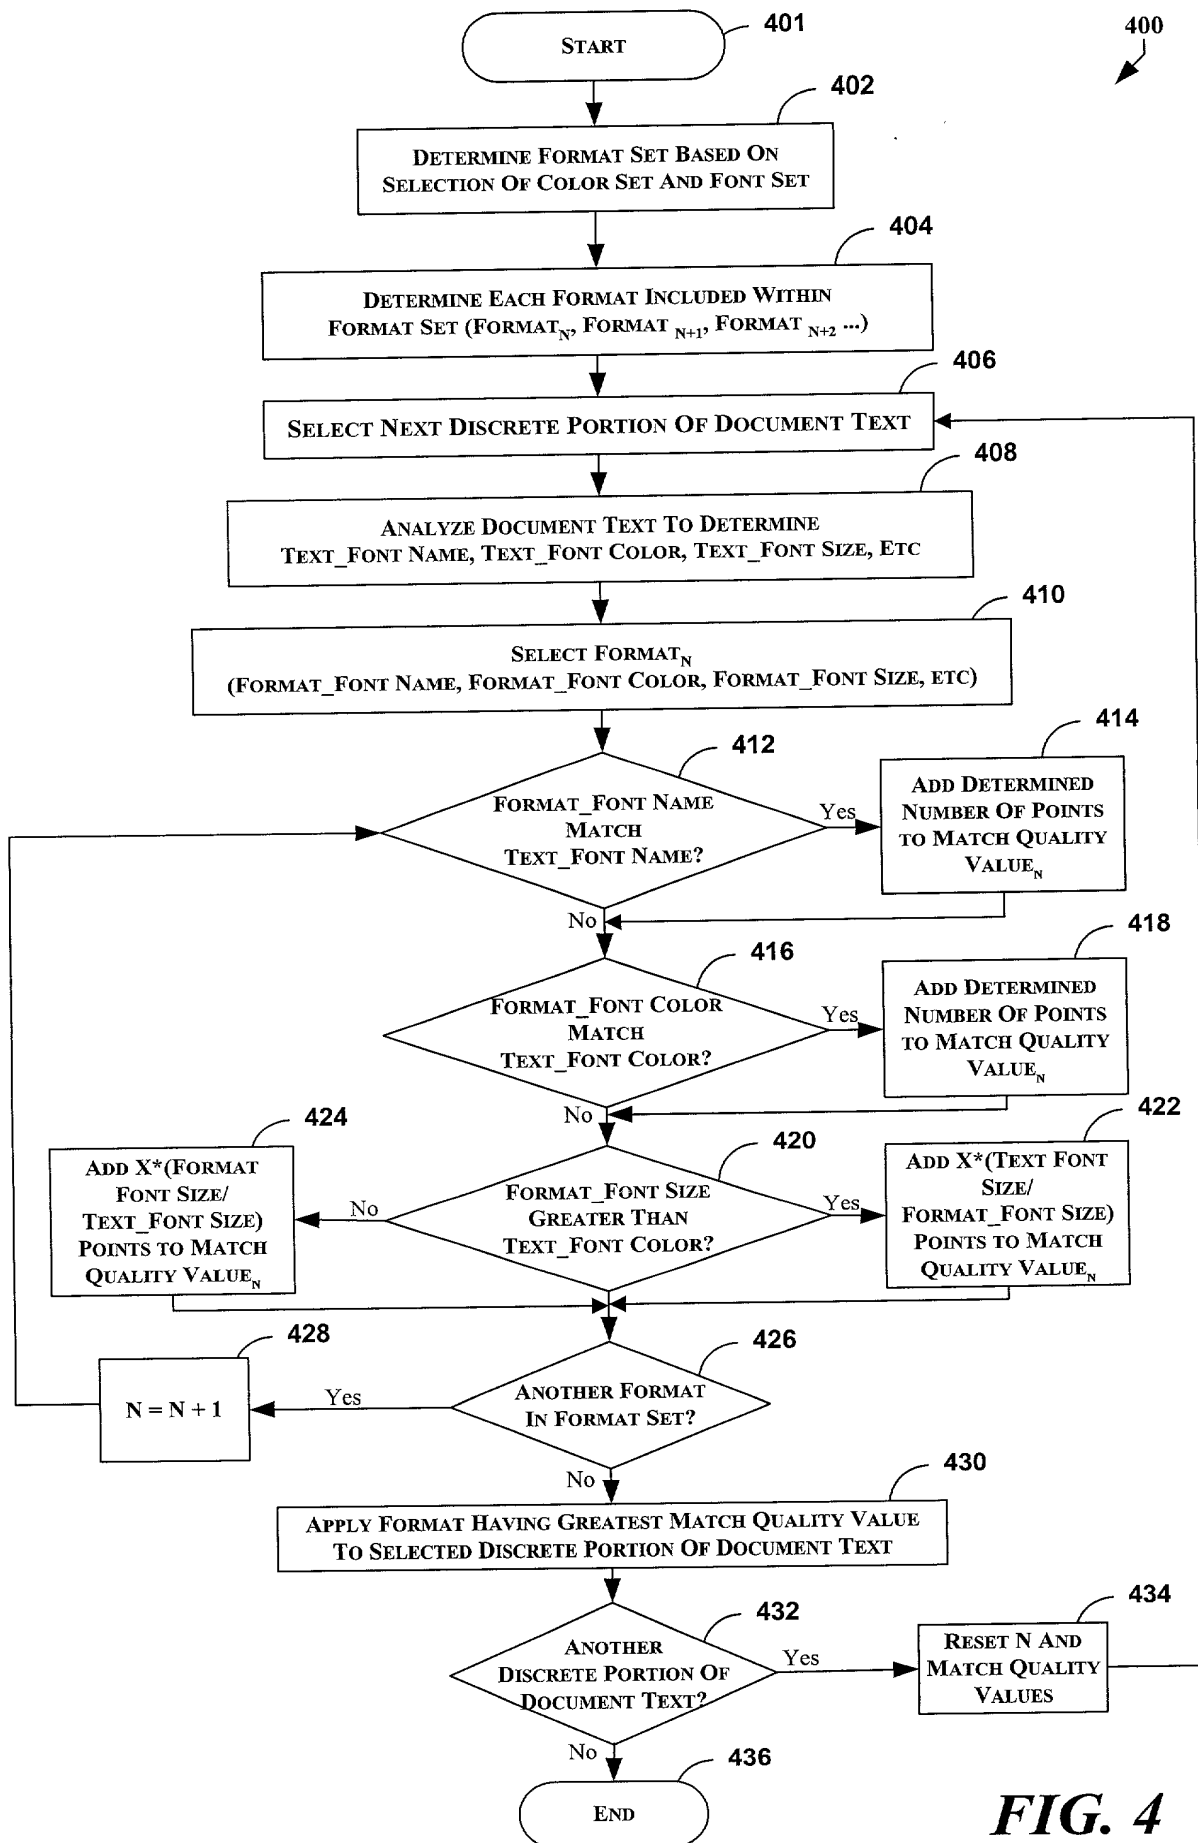 401
400
START
402
DETERMINE FORMAT SET BASED ON
SELECTION OF COLOR SET AND FONT SET
404
DETERMINE EACH FORMAT INCLUDED WITHIN
FORMAT SET (FORMATN, FORMAT N+1, FORMAT N+2 ...)
406
SELECT NEXT DISCRETE PORTION OF DOCUMENT TEXT
408
ANALYZE DOCUMENT TEXT TO DETERMINE
TEXT_FONT NAME, TEXT_FONT COLOR, TEXT_FONT SIZE, ETC
410
SELECT FORMATN
(FORMAT_FONT NAME, FORMAT_FONT COLOR, FORMAT_FONT SIZE, ETC)
412
FORMAT_FONT NAME
MATCH
TEXT_FONT NAME?
Yes
414
ADD DETERMINED
NUMBER OF POINTS
TO MATCH QUALITY
VALUEN
No
416
FORMAT_FONT COLOR
MATCH
TEXT_FONT COLOR?
Yes
418
ADD DETERMINED
NUMBER OF POINTS
TO MATCH QUALITY
VALUEN
No
424
ADD X*(FORMAT
FONT SIZE/
TEXT_FONT SIZE)
POINTS TO MATCH
QUALITY VALUEN
No
420
FORMAT_FONT SIZE
GREATER THAN
TEXT_FONT COLOR?
Yes
422
ADD X*(TEXT FONT
SIZE/
FORMAT_FONT SIZE)
POINTS TO MATCH
QUALITY VALUEN
428
N = N + 1
Yes
426
ANOTHER FORMAT
IN FORMAT SET?
No
430
APPLY FORMAT HAVING GREATEST MATCH QUALITY VALUE
TO SELECTED DISCRETE PORTION OF DOCUMENT TEXT
432
ANOTHER
DISCRETE PORTION OF
DOCUMENT TEXT?
Yes
434
RESET N AND
MATCH QUALITY
VALUES
No
436
END
FIG. 4